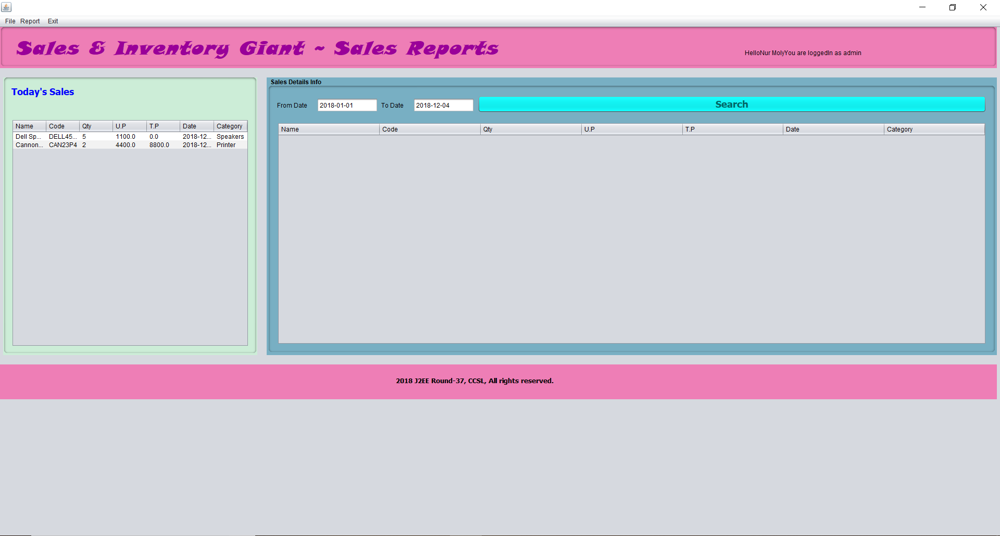 File Report Exit
Sales & Inventory Giant ~ Sales Reports
HelloNur MolyYou are loggedIn as admin
Today's Sales
Name Code Qty U.P T.P Date Category
Dell Sp... DELL45... 5 1100.0 0.0 2018-12... Speakers
Cannon... CAN23P4 2 4400.0 8800.0 2018-12... Printer
Sales Details Info
From Date 2018-01-01 To Date 2018-12-04 Search
Name Code Qty U.P T.P Date Category
2018 J2EE Round-37, CCSL, All rights reserved.